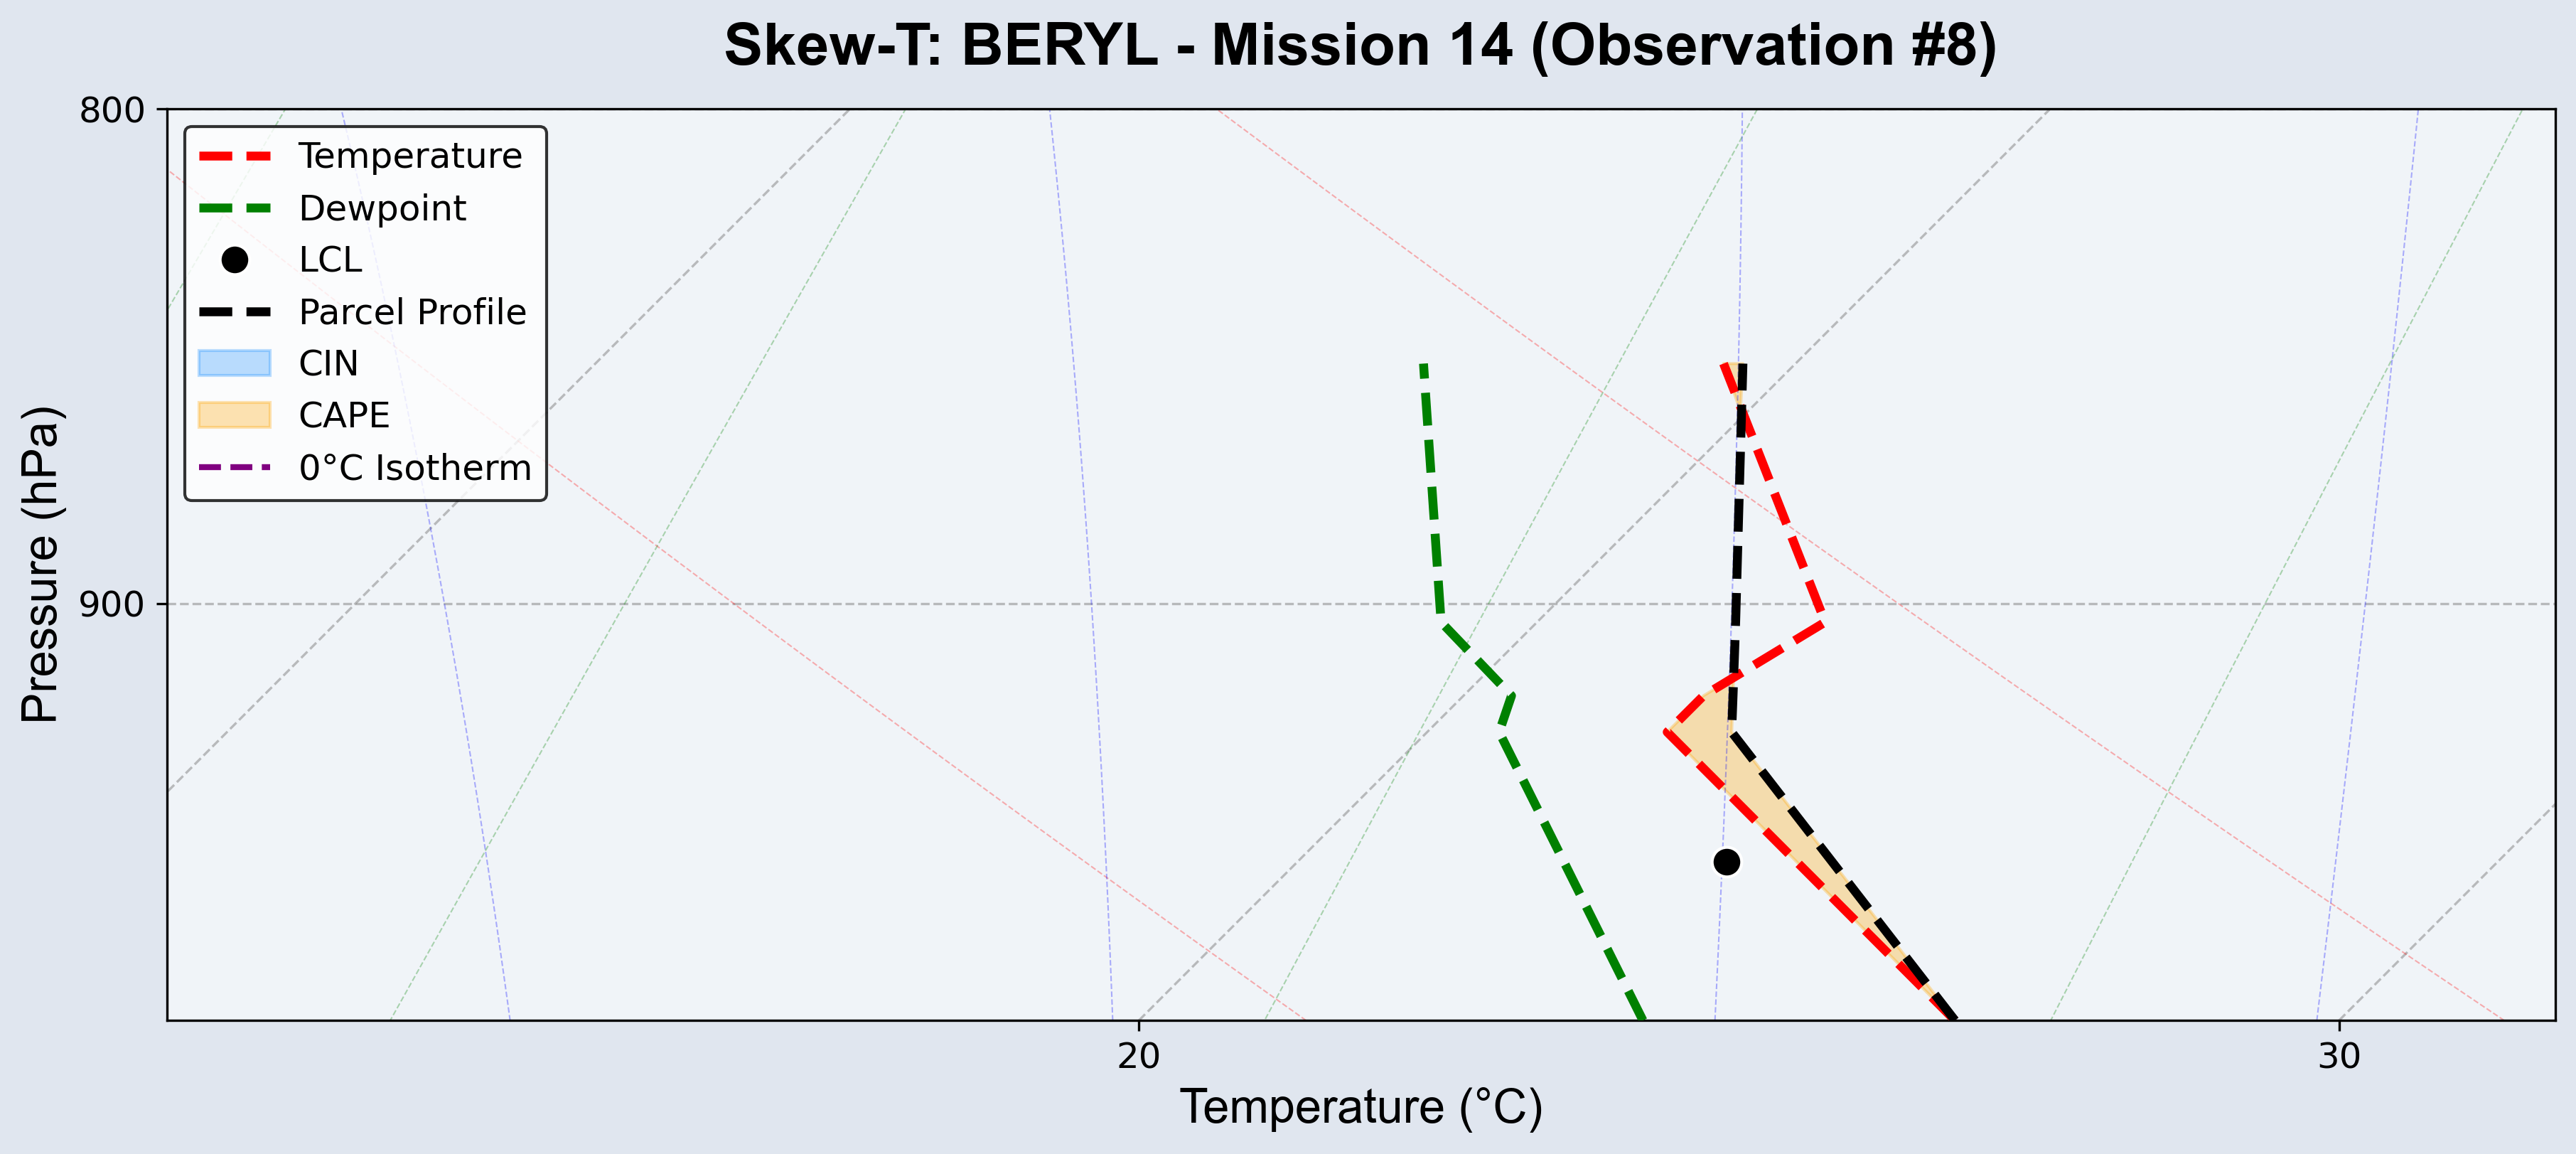 Skew-T: BERYL - Mission 14 (Observation #8)
800
Temperature
Dewpoint
LCL
Parcel Profile
CIN
CAPE
0°C Isotherm
Pressure (hPa)
900
20
30
Temperature (°C)